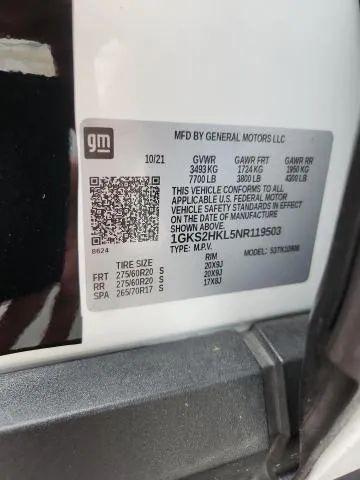 gm
MFD BY GENERAL MOTORS LLC
10/21 GVWR GAWR FRT GAWR RR
3493 KG 1724 KG 1950 KG
7700 LB 3800 LB 4300 LB
THIS VEHICLE CONFORMS TO ALL APPLICABLE
U.S. FEDERAL MOTOR VEHICLE SAFETY
STANDARDS IN EFFECT ON THE DATE OF
MANUFACTURE SHOWN ABOVE.
1GKS2HKL5NR119503
8624
TYPE: M.P.V. MODEL:
TIRE SIZE RIM
FRT 275/60R20 S 20X9J
RR 275/60R20 S 20X9J
SPA 265/70R17 S 17X8J